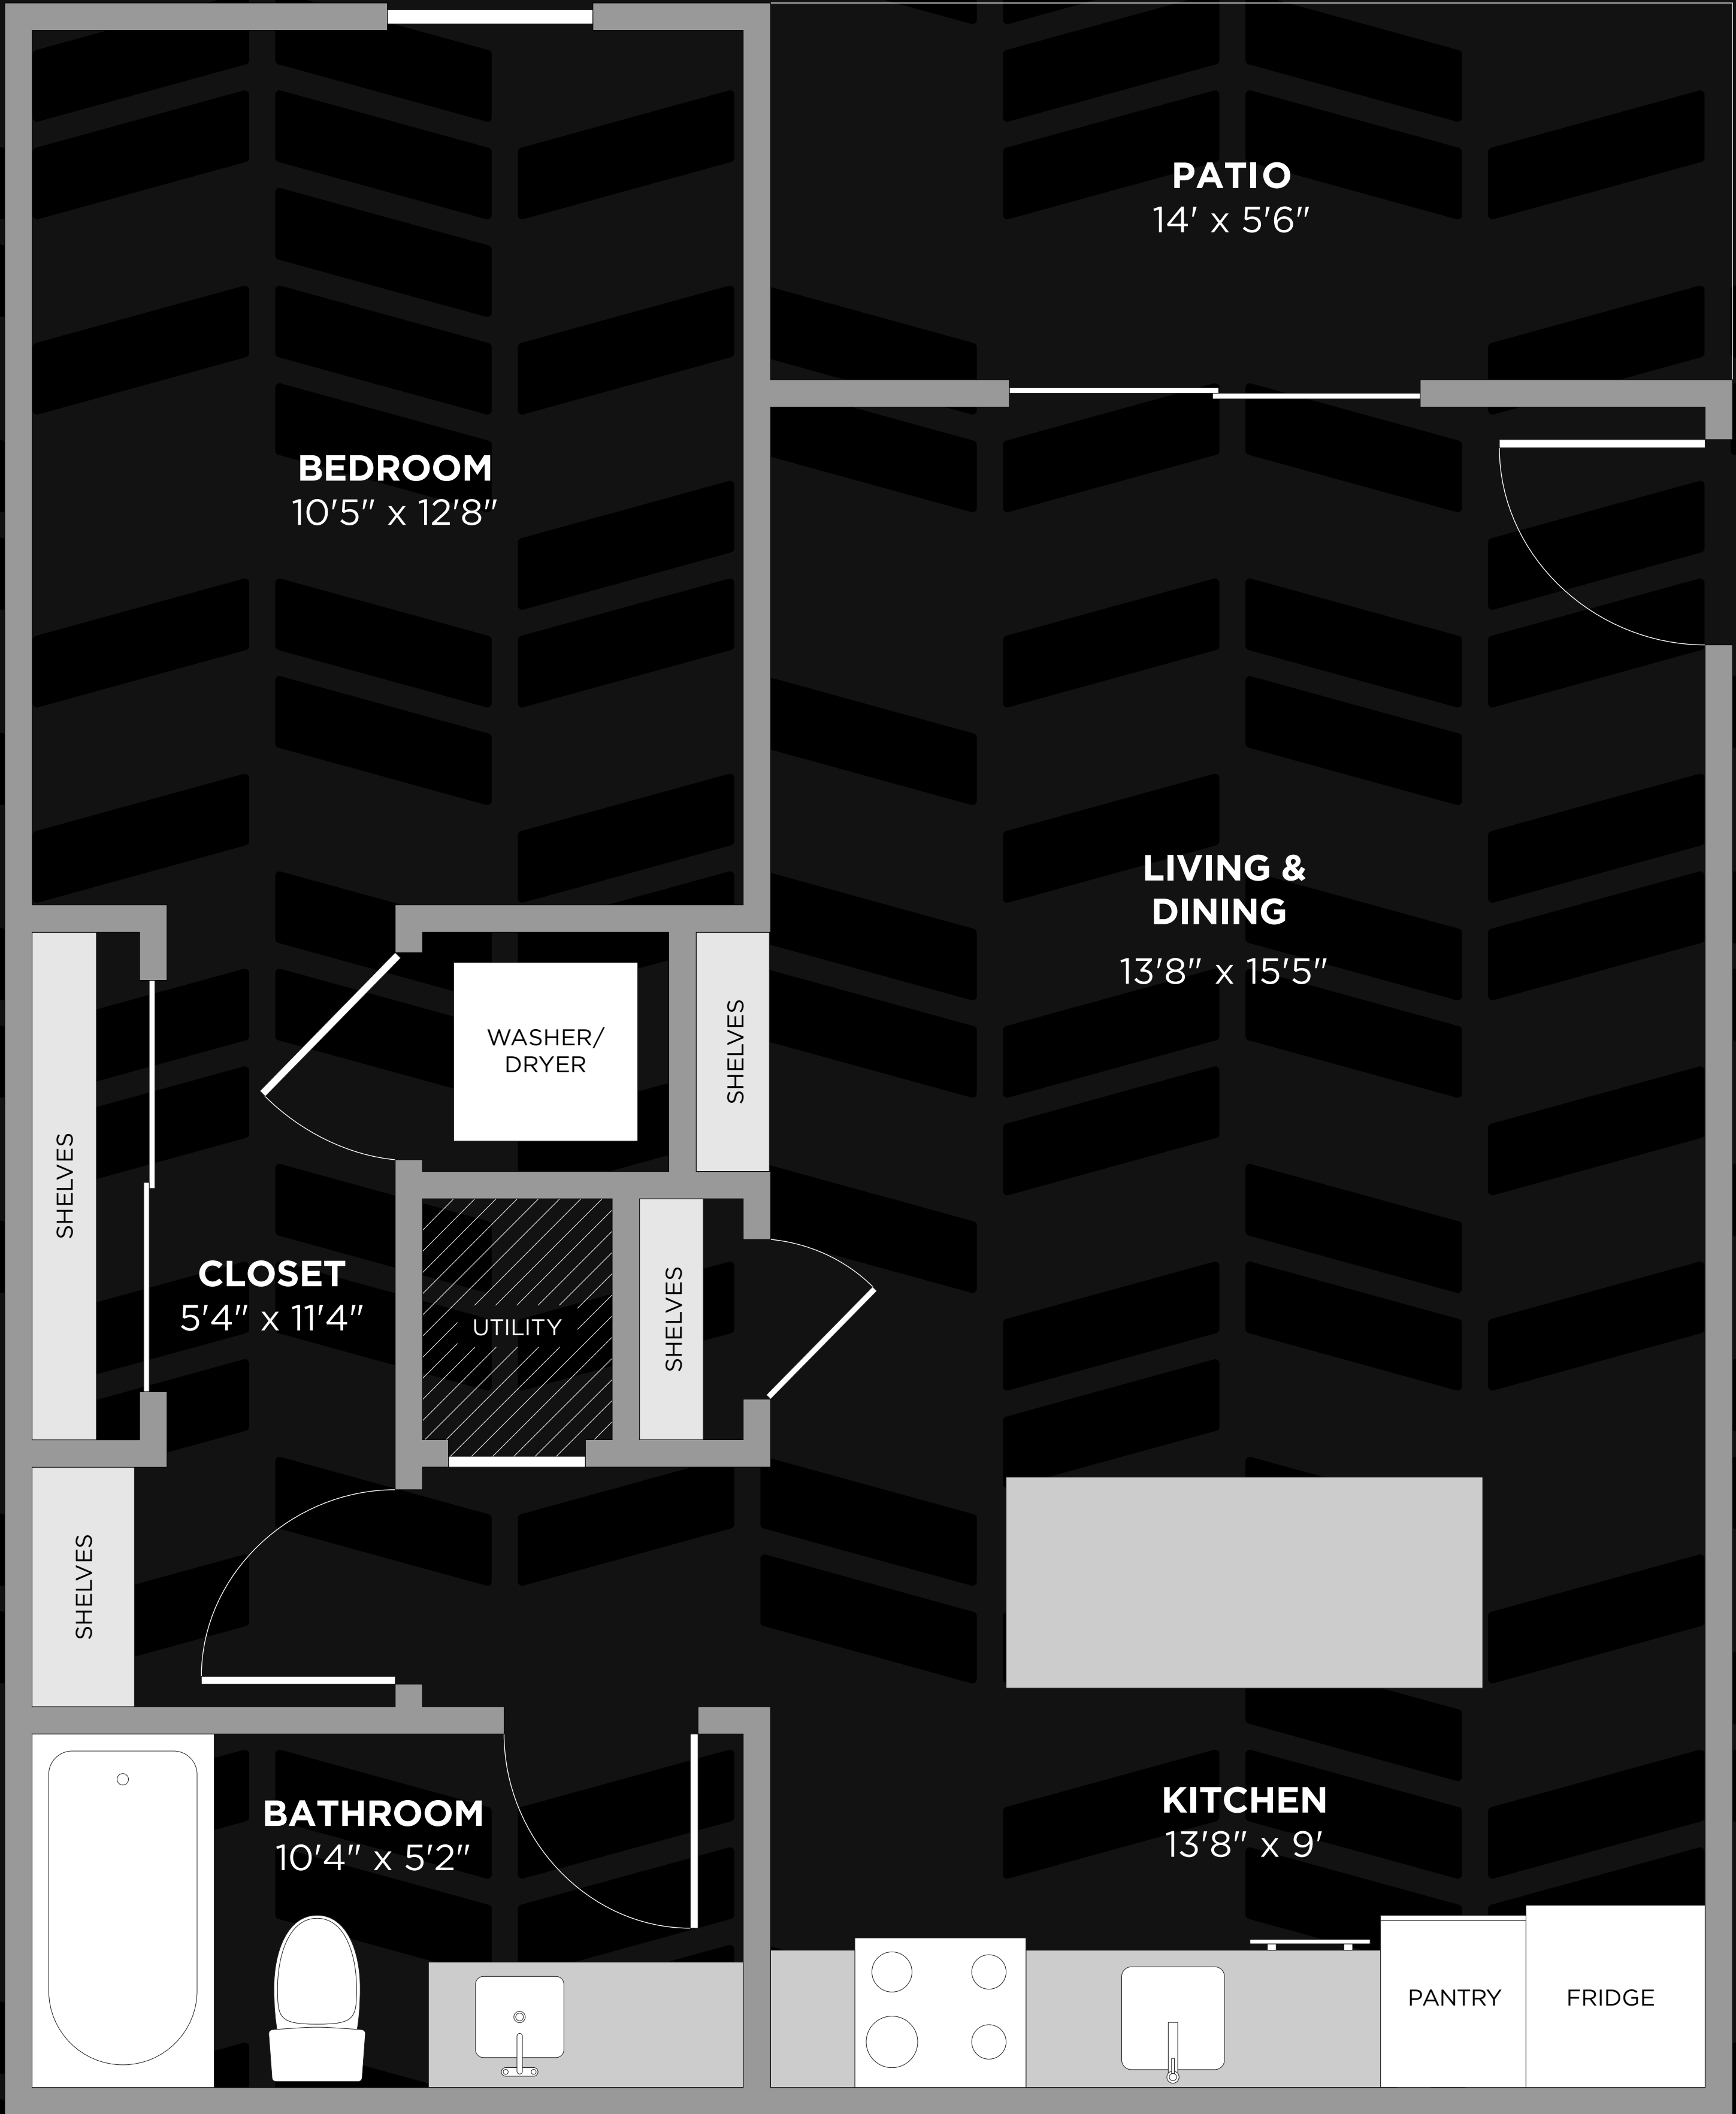 PATIO
14' x 5'6"
BEDROOM
10'5" x 12'8"
LIVING &
DINING
13'8" x 15'5"
WASHER/
DRYER
SHELVES
SHELVES
CLOSET
5'4" x 11'4"
UTILITY
SHELVES
SHELVES
KITCHEN
13'8" x 9'
BATHROOM
10'4" x 5'2"
PANTRY
FRIDGE